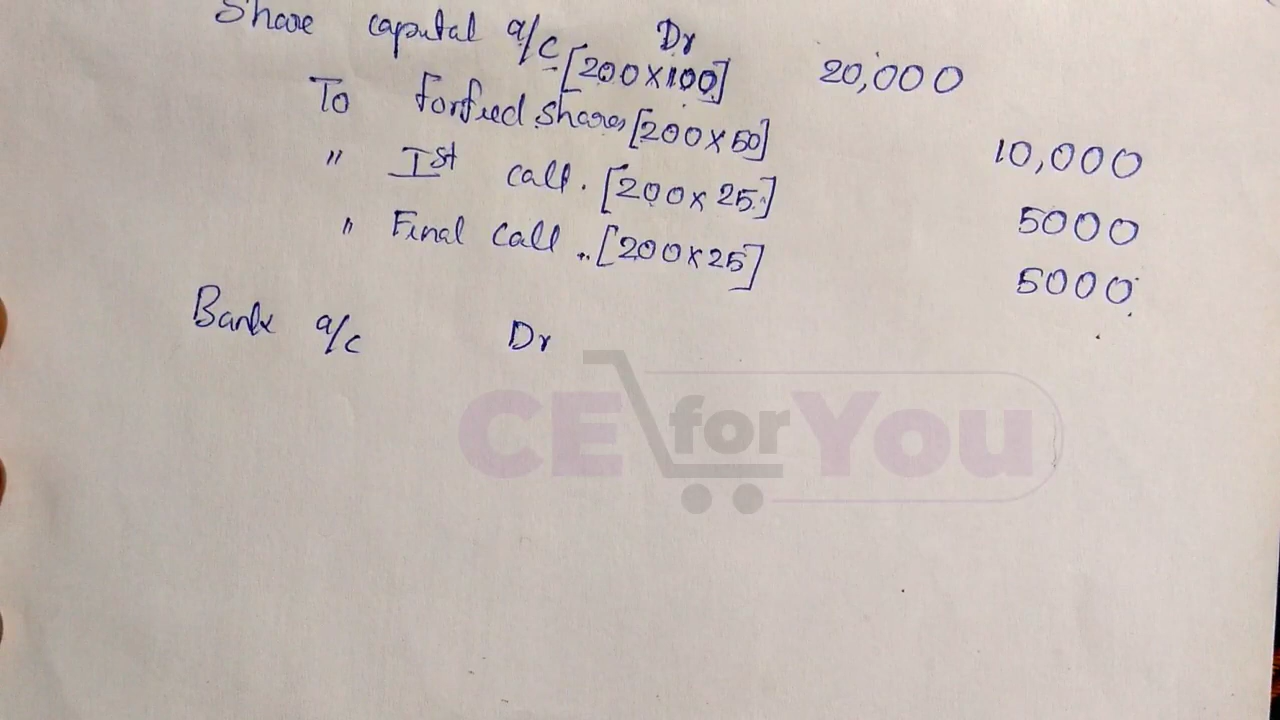 Share capital a/c Dr [200x100] 20,000
To forfied shares [200x50] 10,000
" Ist call. [200x25] 5000
" Final call .. [200x25] 5000
Bank a/c Dr
CE for You